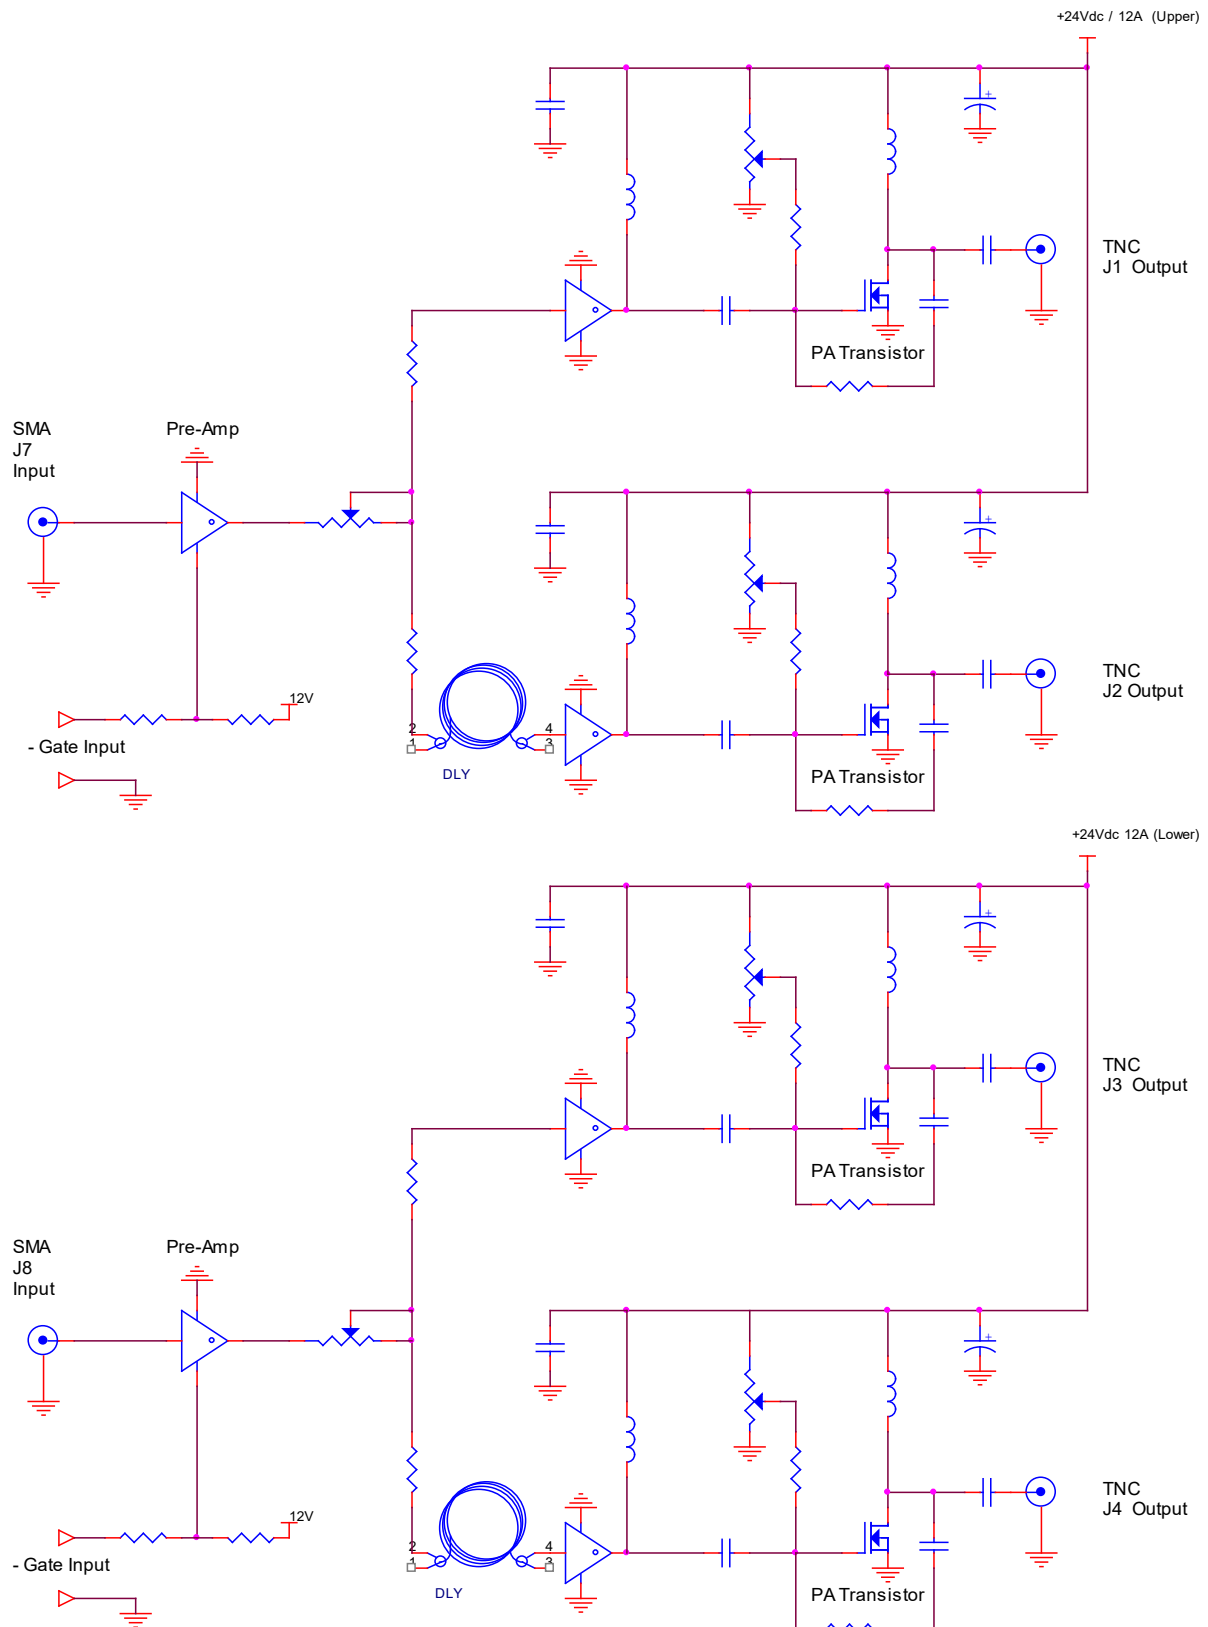 +24Vdc / 12A (Upper)
TNC
J1 Output
PA Transistor
SMA
J7
Input
Pre-Amp
TNC
J2 Output
12V
2
1
4
3
- Gate Input
DLY
PA Transistor
+24Vdc 12A (Lower)
TNC
J3 Output
PA Transistor
SMA
J8
Input
Pre-Amp
TNC
J4 Output
12V
2
1
4
3
- Gate Input
DLY
PA Transistor